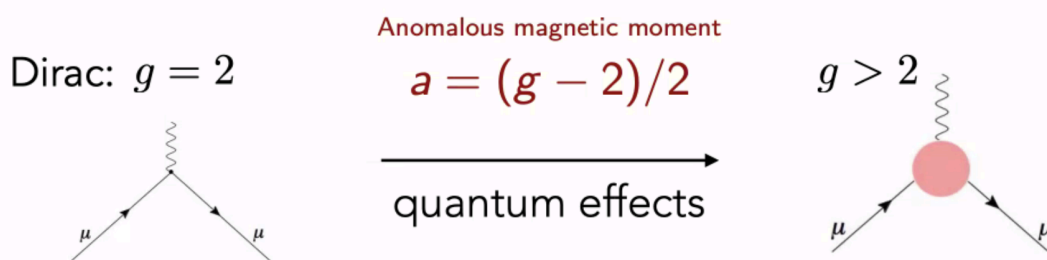 Anomalous magnetic moment
Dirac: g = 2
a = (g − 2)/2
g > 2
quantum effects
μ
μ
μ
μ